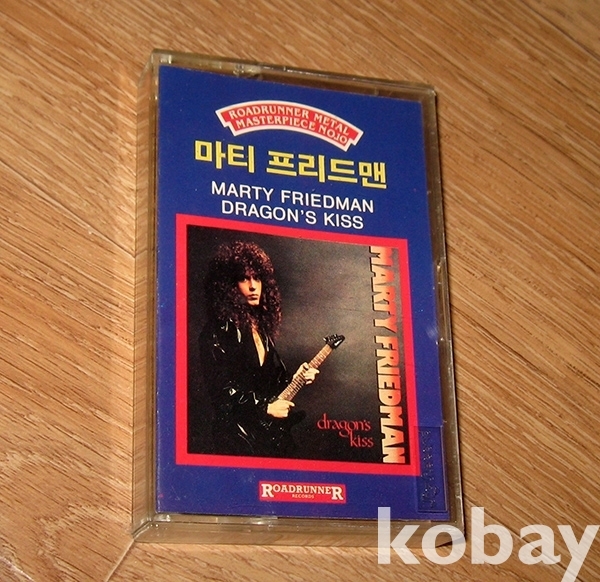 ROADRUNNER METAL
MASTERPIECE NO.10
마티 프리드맨
MARTY FRIEDMAN
DRAGON'S KISS
MARTY FRIEDMAN
dragon's
kiss
ROADRUNNER
RECORDS
kobay